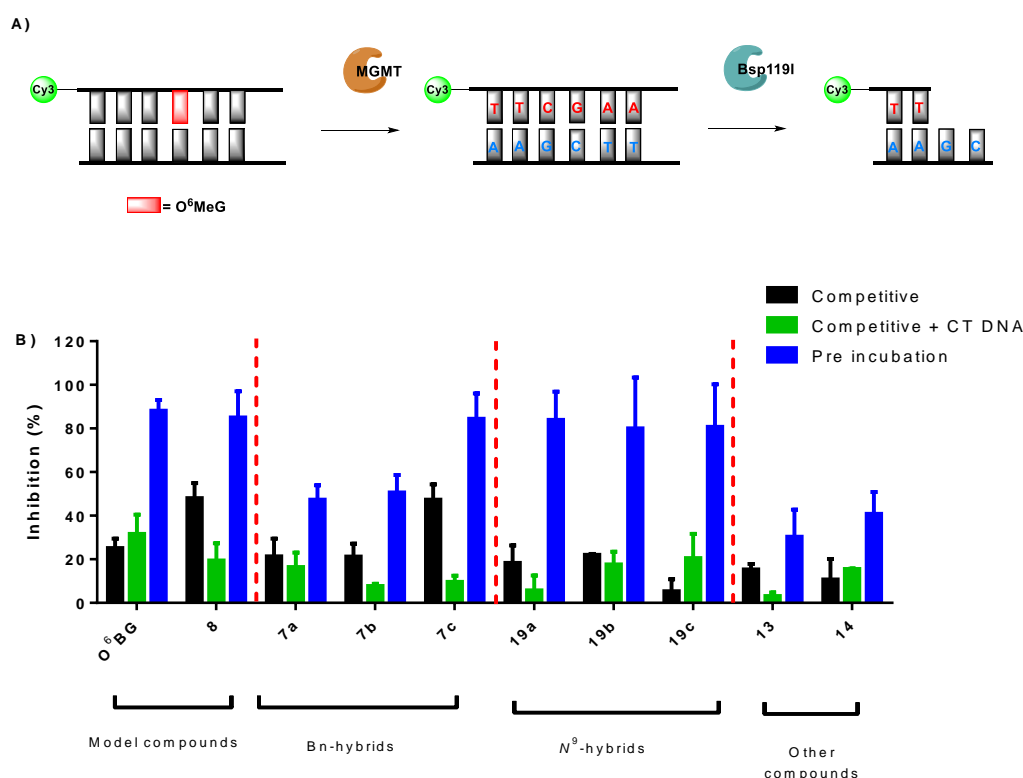 A)
Cy3
MGMT
Cy3
T T C G A A
A A G C T T
Bsp119I
Cy3
T T
A A G C
= O⁶MeG
B)
Competitive
Competitive + CT DNA
Pre incubation
Inhibition (%)
120
100
80
60
40
20
0
O⁶BG
8
7a
7b
7c
19a
19b
19c
13
14
Model compounds
Bn-hybrids
N⁹-hybrids
Other
compounds